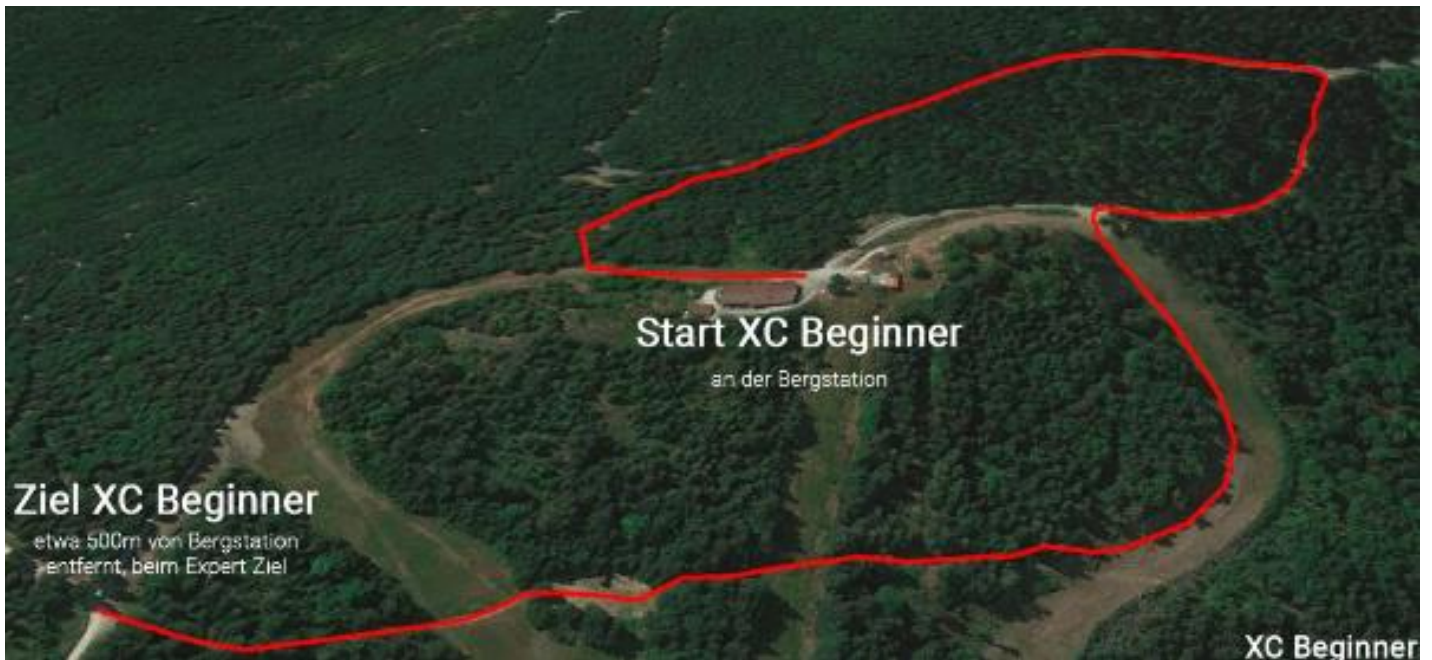 Start XC Beginner
an der Bergstation
Ziel XC Beginner
etwa 500m von Bergstation
entfernt, beim Expert Ziel
XC Beginner